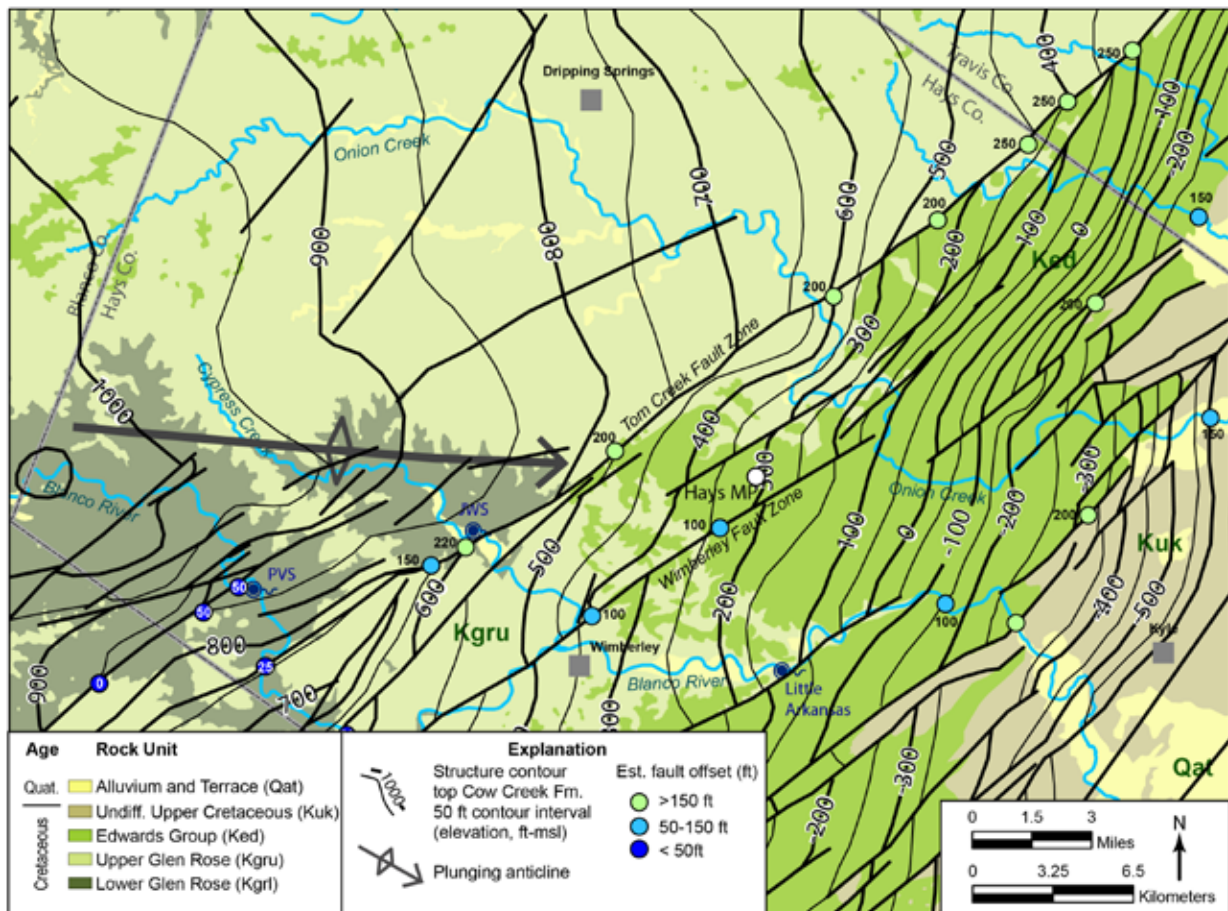 Travis Co.
Hays Co.
Blanco Co.
Hays Co.
Dripping Springs
Onion Creek
250
400
250
250
-100
-200
150
700
600
500
200
200
100
0
Ked
900
800
200
300
200
Tom Creek Fault Zone
Cypress Creek
1000
200
400
Hays MP
300
150
Onion Creek
-300
200
Blanco River
JWS
220
150
100
Wimberley Fault Zone
100
0
-100
-200
Kuk
PVS
50
50
500
600
200
100
100
-400
-500
Kyle
Kgru
Wimberley
800
25
0
900
700
Blanco River
Little
Arkansas
300
-300
-200
Qat
Age Rock Unit
Quat.
Cretaceous
Alluvium and Terrace (Qat)
Undiff. Upper Cretaceous (Kuk)
Edwards Group (Ked)
Upper Glen Rose (Kgru)
Lower Glen Rose (Kgrl)
Explanation
1000
Structure contour
top Cow Creek Fm.
50 ft contour interval
(elevation, ft-msl)
Plunging anticline
Est. fault offset (ft)
>150 ft
50-150 ft
< 50ft
0 1.5 3
Miles
0 3.25 6.5
Kilometers
N